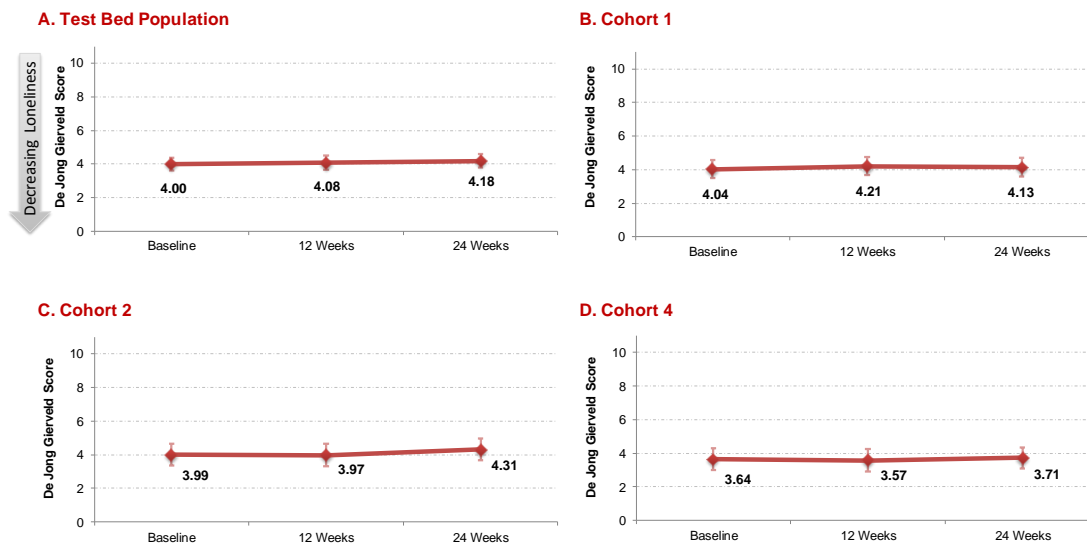 A. Test Bed Population
Decreasing Loneliness
De Jong Gierveld Score
10
8
6
4
2
0
4.00
4.08
4.18
Baseline
12 Weeks
24 Weeks
B. Cohort 1
De Jong Gierveld Score
10
8
6
4
2
0
4.04
4.21
4.13
Baseline
12 Weeks
24 Weeks
C. Cohort 2
De Jong Gierveld Score
10
8
6
4
2
0
3.99
3.97
4.31
Baseline
12 Weeks
24 Weeks
D. Cohort 4
De Jong Gierveld Score
10
8
6
4
2
0
3.64
3.57
3.71
Baseline
12 Weeks
24 Weeks